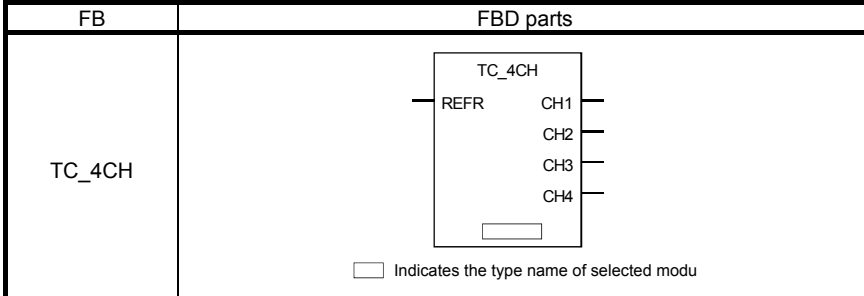 FB FBD parts
TC_4CH
TC_4CH
REFR CH1
CH2
CH3
CH4
Indicates the type name of selected modu